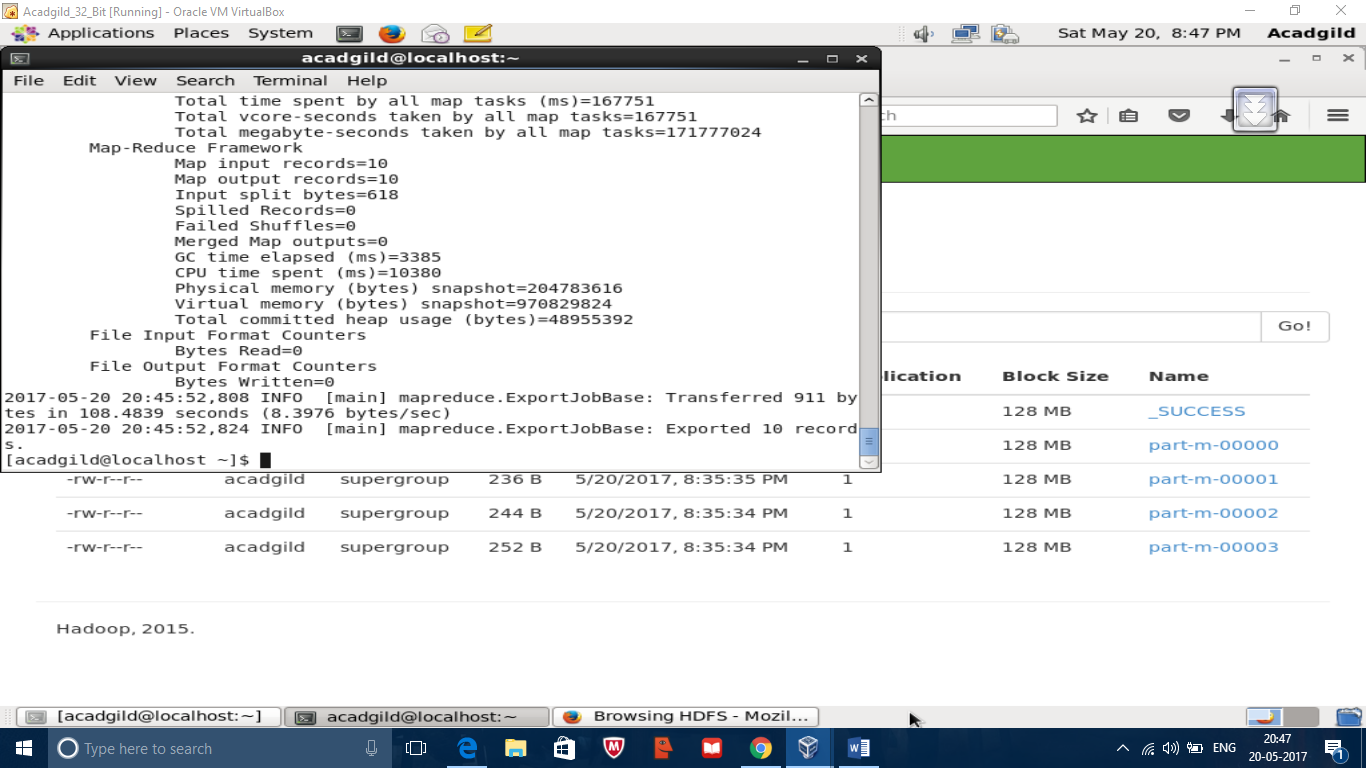 Acadgild_32_Bit [Running] - Oracle VM VirtualBox
Applications Places System Sat May 20, 8:47 PM Acadgild
acadgild@localhost:~
File Edit View Search Terminal Help
Total time spent by all map tasks (ms)=167751
Total vcore-seconds taken by all map tasks=167751
Total megabyte-seconds taken by all map tasks=171777024
Map-Reduce Framework
Map input records=10
Map output records=10
Input split bytes=618
Spilled Records=0
Failed Shuffles=0
Merged Map outputs=0
GC time elapsed (ms)=3385
CPU time spent (ms)=10380
Physical memory (bytes) snapshot=204783616
Virtual memory (bytes) snapshot=970829824
Total committed heap usage (bytes)=48955392
File Input Format Counters
Bytes Read=0
File Output Format Counters
Bytes Written=0
2017-05-20 20:45:52,808 INFO  [main] mapreduce.ExportJobBase: Transferred 911 by
tes in 108.4839 seconds (8.3976 bytes/sec)
2017-05-20 20:45:52,824 INFO  [main] mapreduce.ExportJobBase: Exported 10 record
s.
[acadgild@localhost ~]$
ch
Go!
lication Block Size Name
128 MB _SUCCESS
128 MB part-m-00000
-rw-r--r-- acadgild supergroup 236 B 5/20/2017, 8:35:35 PM 1 128 MB part-m-00001
-rw-r--r-- acadgild supergroup 244 B 5/20/2017, 8:35:34 PM 1 128 MB part-m-00002
-rw-r--r-- acadgild supergroup 252 B 5/20/2017, 8:35:34 PM 1 128 MB part-m-00003
Hadoop, 2015.
[acadgild@localhost:~] acadgild@localhost:~ Browsing HDFS - Mozil...
Type here to search ENG 20:47
20-05-2017 1